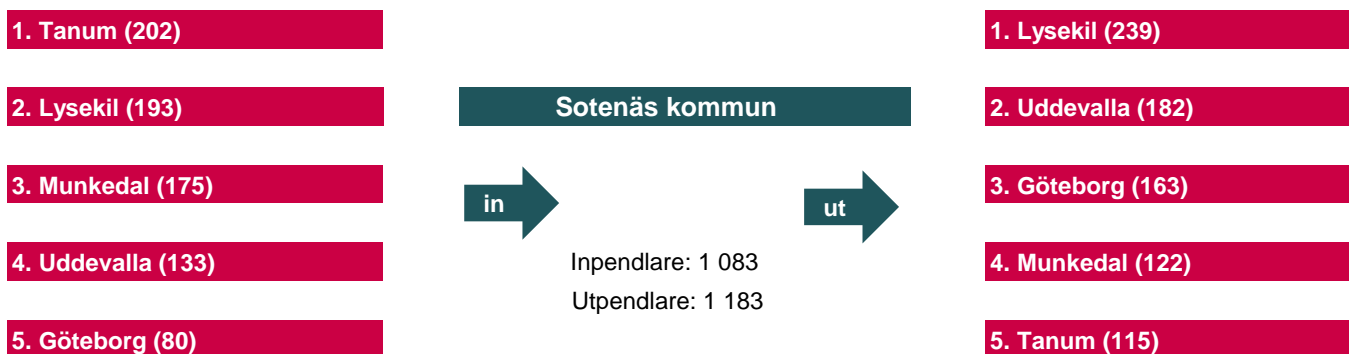 1. Tanum (202)
2. Lysekil (193)
3. Munkedal (175)
4. Uddevalla (133)
5. Göteborg (80)
Sotenäs kommun
in
ut
Inpendlare: 1 083
Utpendlare: 1 183
1. Lysekil (239)
2. Uddevalla (182)
3. Göteborg (163)
4. Munkedal (122)
5. Tanum (115)